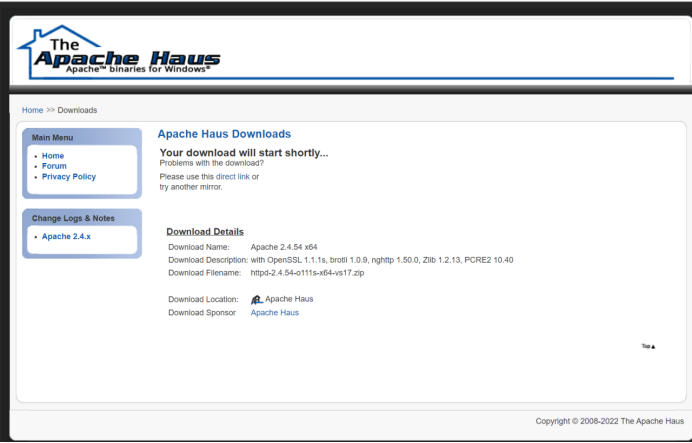 The
Apache Haus
Apache™ binaries for Windows®
Home >> Downloads
Main Menu
• Home
• Forum
• Privacy Policy
Change Logs & Notes
• Apache 2.4.x
Apache Haus Downloads
Your download will start shortly...
Problems with the download?
Please use this direct link or
try another mirror.
Download Details
Download Name: Apache 2.4.54 x64
Download Description: with OpenSSL 1.1.1s, brotli 1.0.9, nghttp 1.50.0, Zlib 1.2.13, PCRE2 10.40
Download Filename: httpd-2.4.54-o111s-x64-vs17.zip
Download Location: Apache Haus
Download Sponsor Apache Haus
Top▲
Copyright © 2008-2022 The Apache Haus